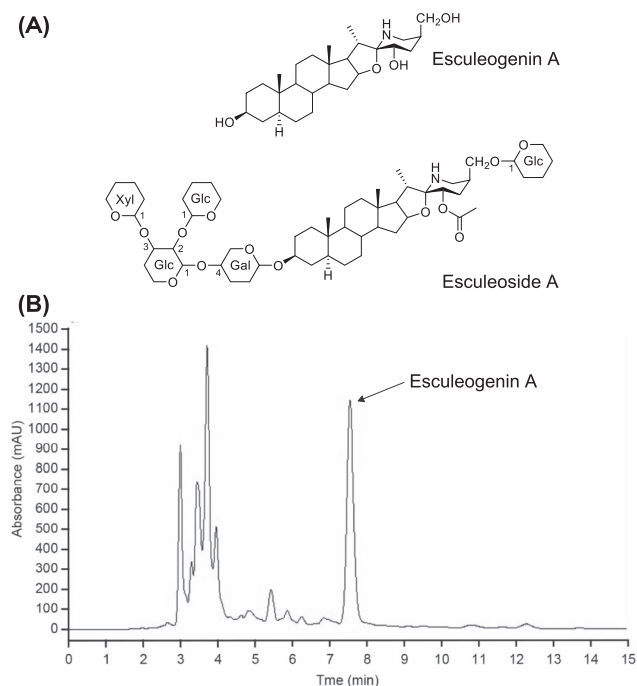 (A)
CH₂OH
HN
O
OH
Esculeogenin A
HO
H
CH₂O
O
1
Glc
HN
O
O
O
Xyl
O
1
Glc
O
1
O
O
3
2
O
Glc
O
1
O
4
Gal
O
O
H
Esculeoside A
(B)
1500
1400
1300
1200
1100
1000
900
800
700
600
500
400
300
200
100
0
Absorbance (mAU)
Esculeogenin A
0 1 2 3 4 5 6 7 8 9 10 11 12 13 14 15
Tme (min)